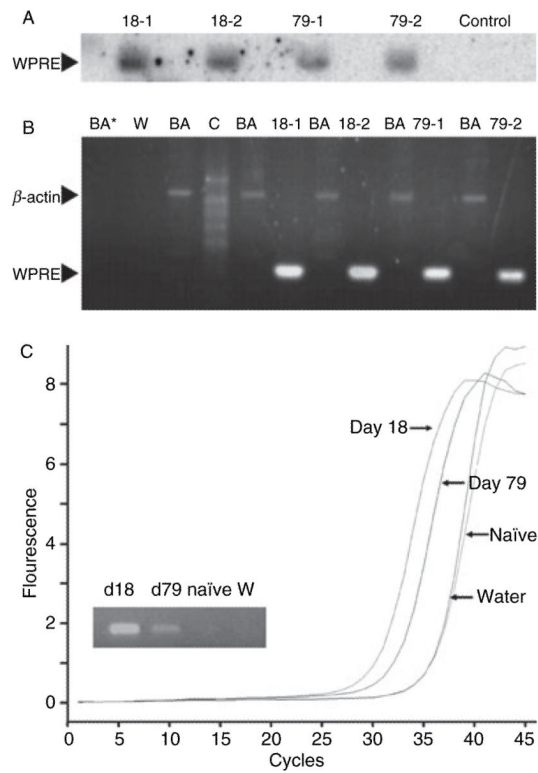 A
18-1 18-2 79-1 79-2 Control
WPRE
B
BA* W BA C BA 18-1 BA 18-2 BA 79-1 BA 79-2
β-actin
WPRE
C
8
6
4
2
0
Flourescence
Day 18
Day 79
Naïve
Water
d18 d79 naïve W
0 5 10 15 20 25 30 35 40 45
Cycles